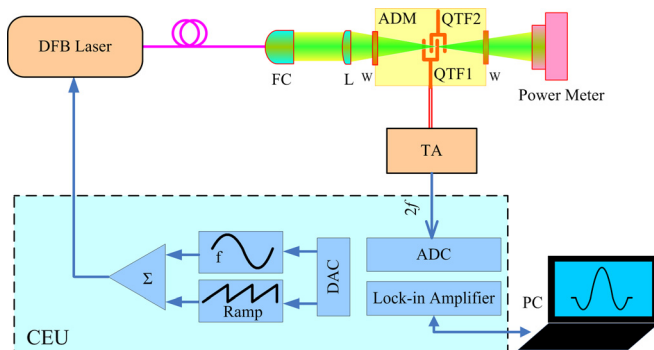 DFB Laser
FC
L
W
ADM
QTF2
QTF1
W
Power Meter
TA
2f
ADC
Lock-in Amplifier
PC
DAC
f
Ramp
Σ
CEU